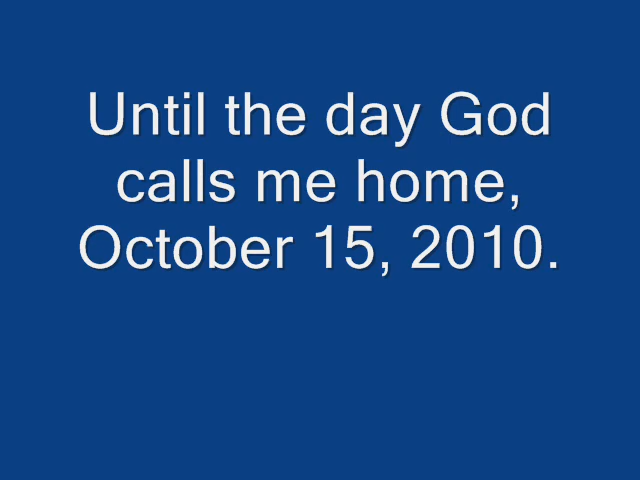 Until the day God
calls me home,
October 15, 2010.